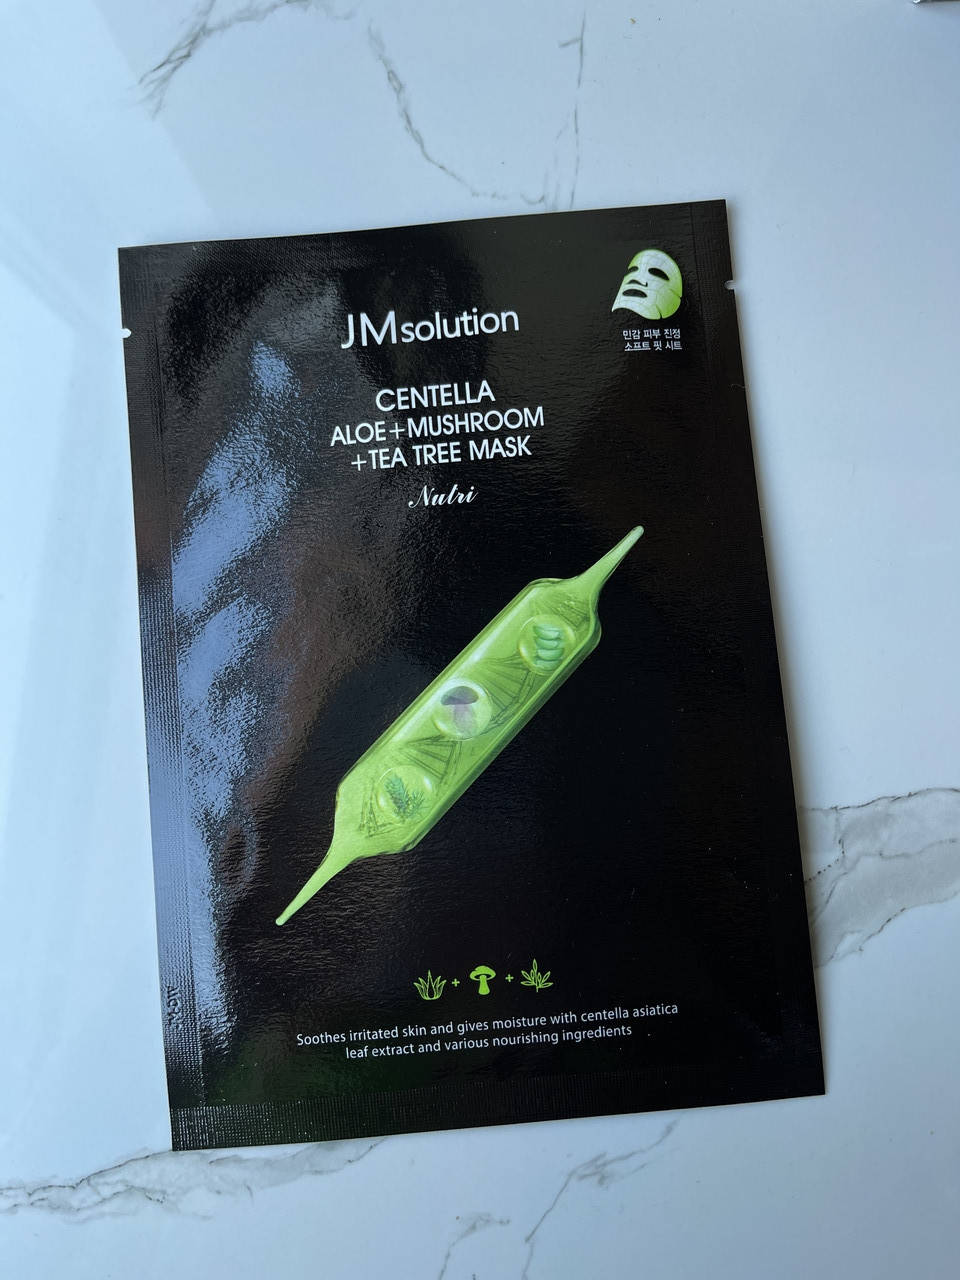 JMsolution
민감 피부 진정
소프트 핏 시트
CENTELLA
ALOE+MUSHROOM
+TEA TREE MASK
Nutri
Soothes irritated skin and gives moisture with centella asiatica
leaf extract and various nourishing ingredients